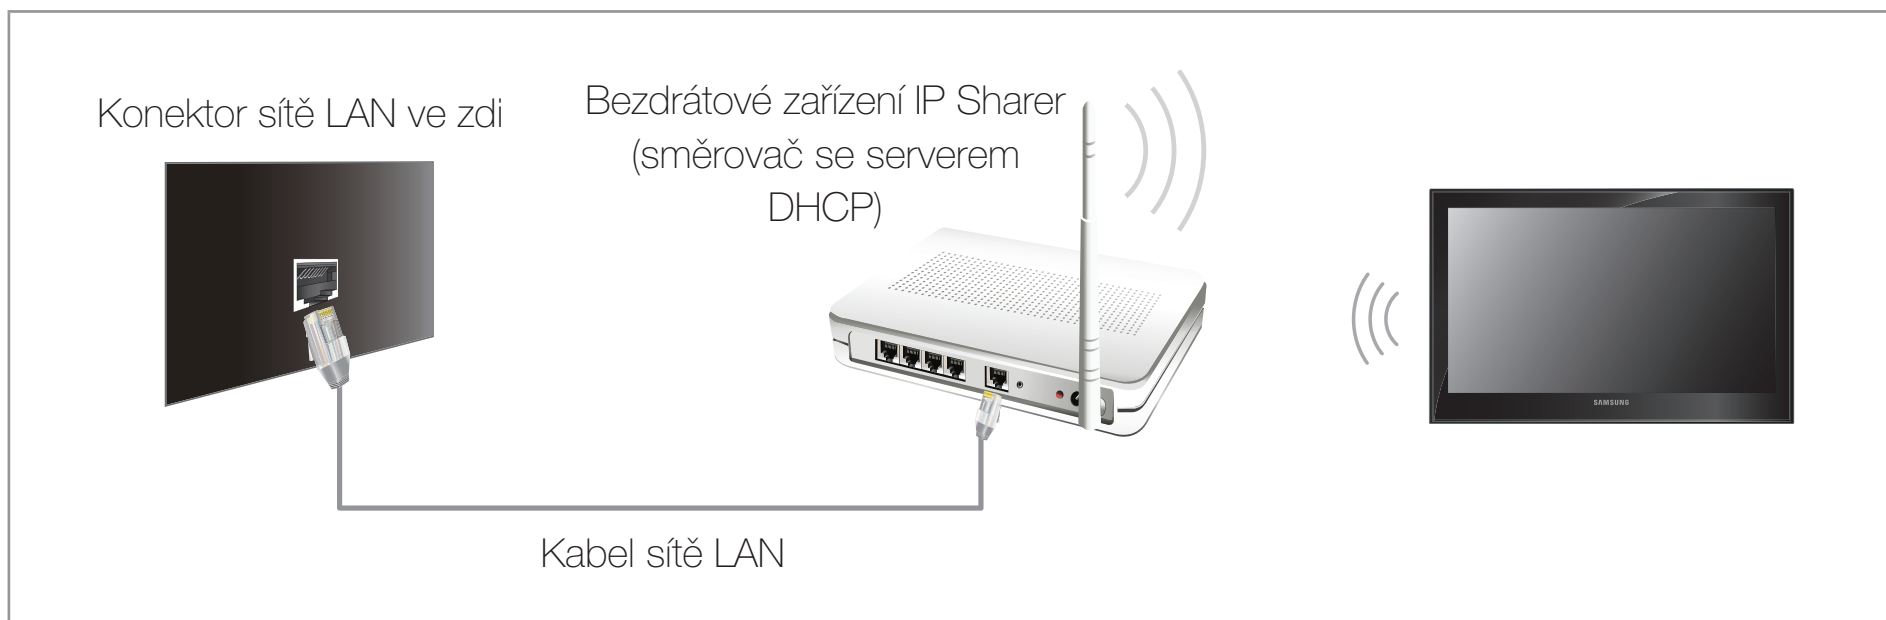 Konektor sítě LAN ve zdi
Bezdrátové zařízení IP Sharer
(směrovač se serverem
DHCP)
SAMSUNG
Kabel sítě LAN